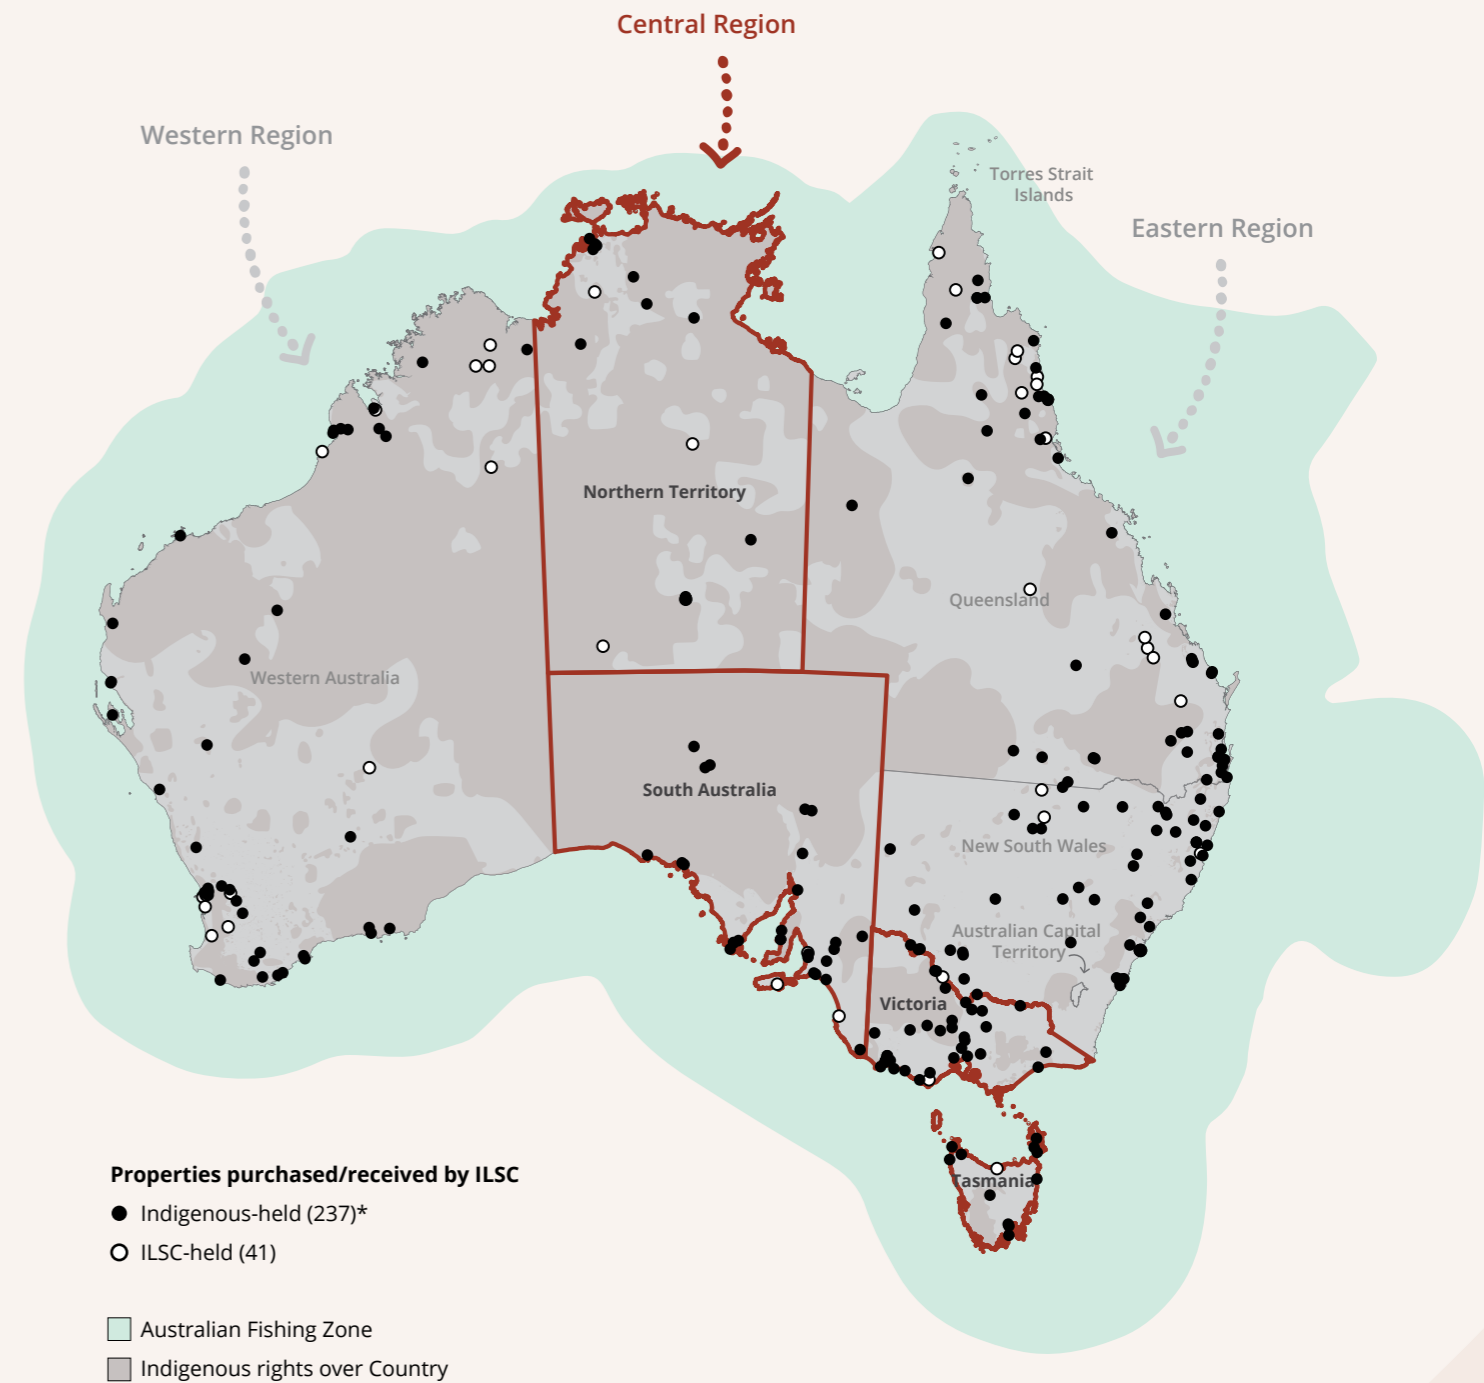 Central Region
Western Region
Torres Strait
Islands
Eastern Region
Northern Territory
Queensland
Western Australia
South Australia
New South Wales
Australian Capital
Territory
Victoria
Tasmania
Properties purchased/received by ILSC
Indigenous-held (237)*
ILSC-held (41)
Australian Fishing Zone
Indigenous rights over Country